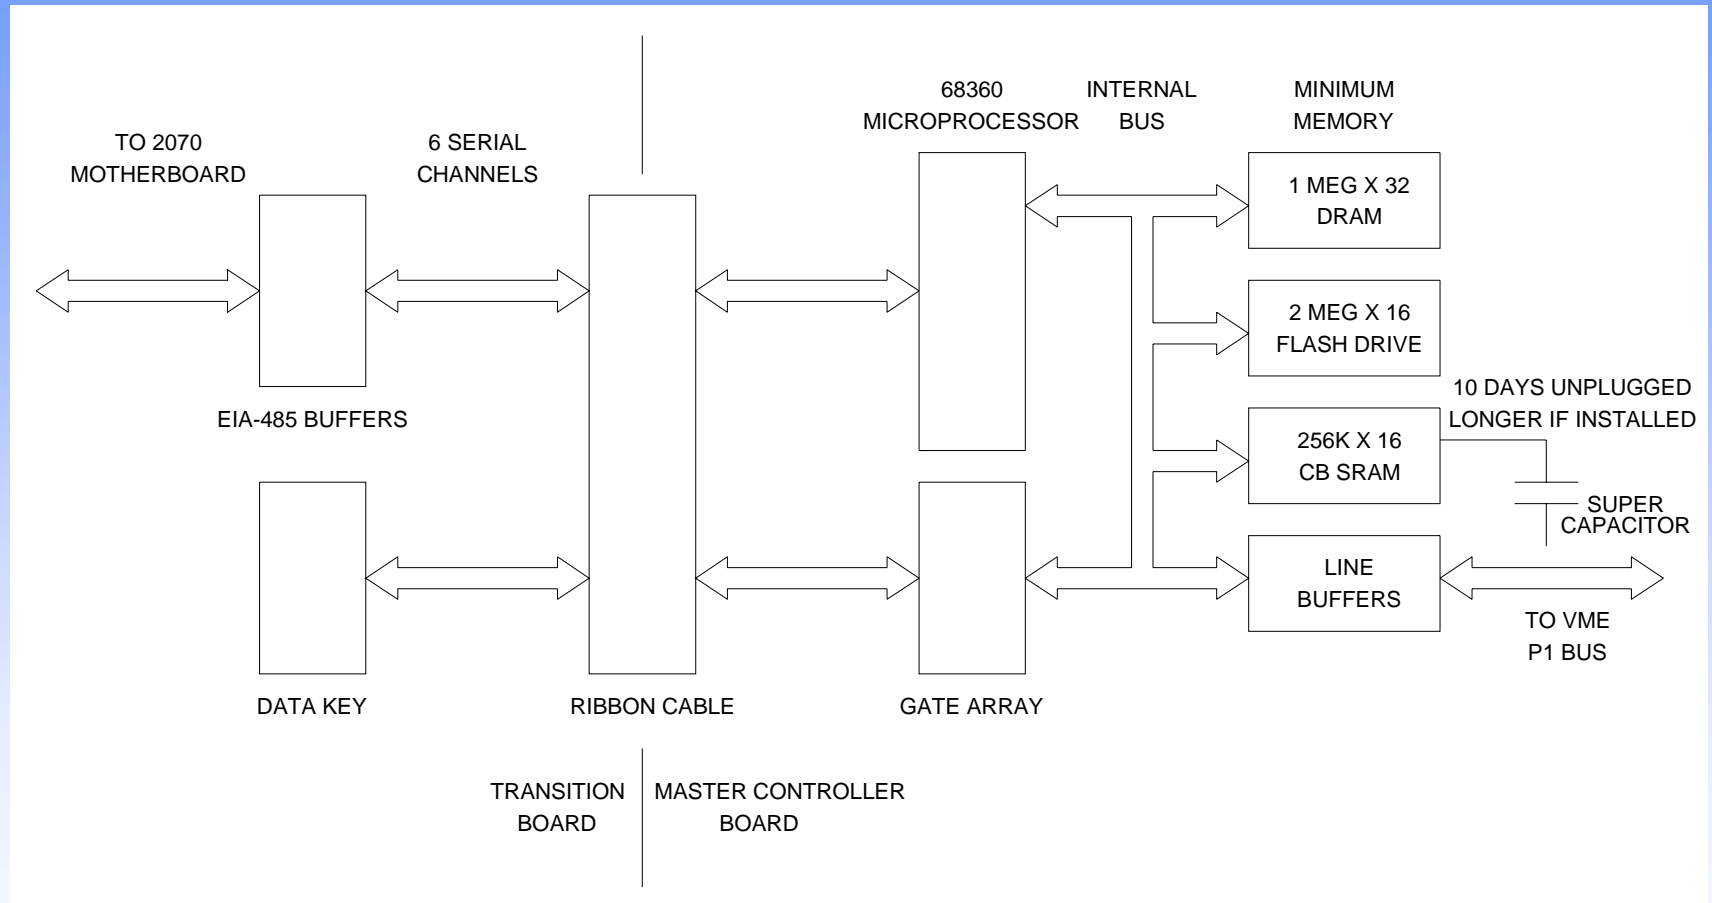 68360
MICROPROCESSOR
INTERNAL
BUS
MINIMUM
MEMORY
TO 2070
MOTHERBOARD
6 SERIAL
CHANNELS
1 MEG X 32
DRAM
2 MEG X 16
FLASH DRIVE
10 DAYS UNPLUGGED
LONGER IF INSTALLED
EIA-485 BUFFERS
256K X 16
CB SRAM
SUPER
CAPACITOR
LINE
BUFFERS
TO VME
P1 BUS
DATA KEY
RIBBON CABLE
GATE ARRAY
TRANSITION
BOARD
MASTER CONTROLLER
BOARD